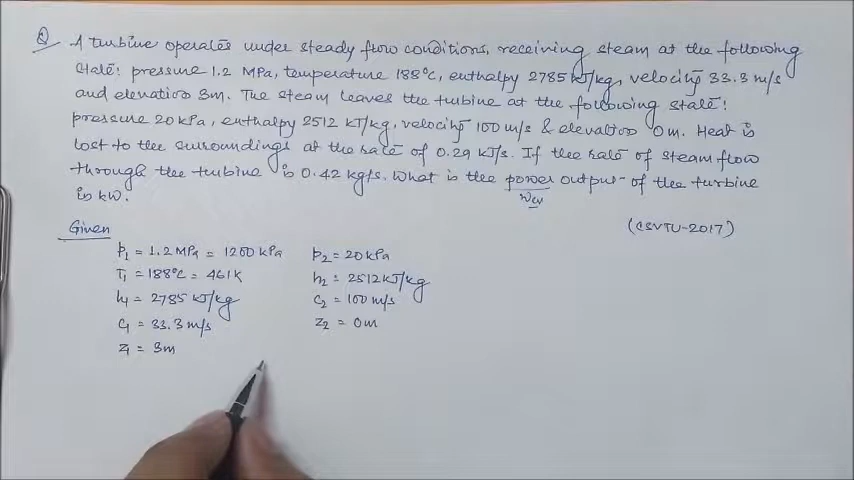 Q A turbine operates under steady flow conditions, receiving steam at the following
state: pressure 1.2 MPa, temperature 188°C, enthalpy 2785 kJ/kg, velocity 33.3 m/s
and elevation 3m. The steam leaves the turbine at the following state:
pressure 20 kPa, enthalpy 2512 kJ/kg, velocity 100 m/s & elevation 0 m. Heat is
lost to the surroundings at the rate of 0.29 kJ/s. If the rate of steam flow
through the turbine is 0.42 kg/s. What is the power output of the turbine
in kW.
Wcv
(CSVTU-2017)
Given
p1 = 1.2 MPa = 1200 kPa p2 = 20 kPa
T1 = 188°C = 461K h2 = 2512 kJ/kg
h1 = 2785 kJ/kg c2 = 100 m/s
c1 = 33.3 m/s z2 = 0m
z1 = 3m